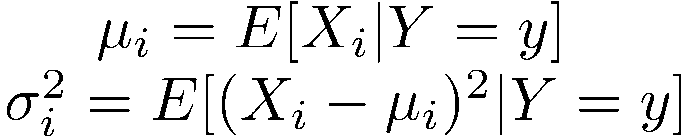 μ_i = E[X_i|Y = y]
σ_i^2 = E[(X_i − μ_i)^2|Y = y]